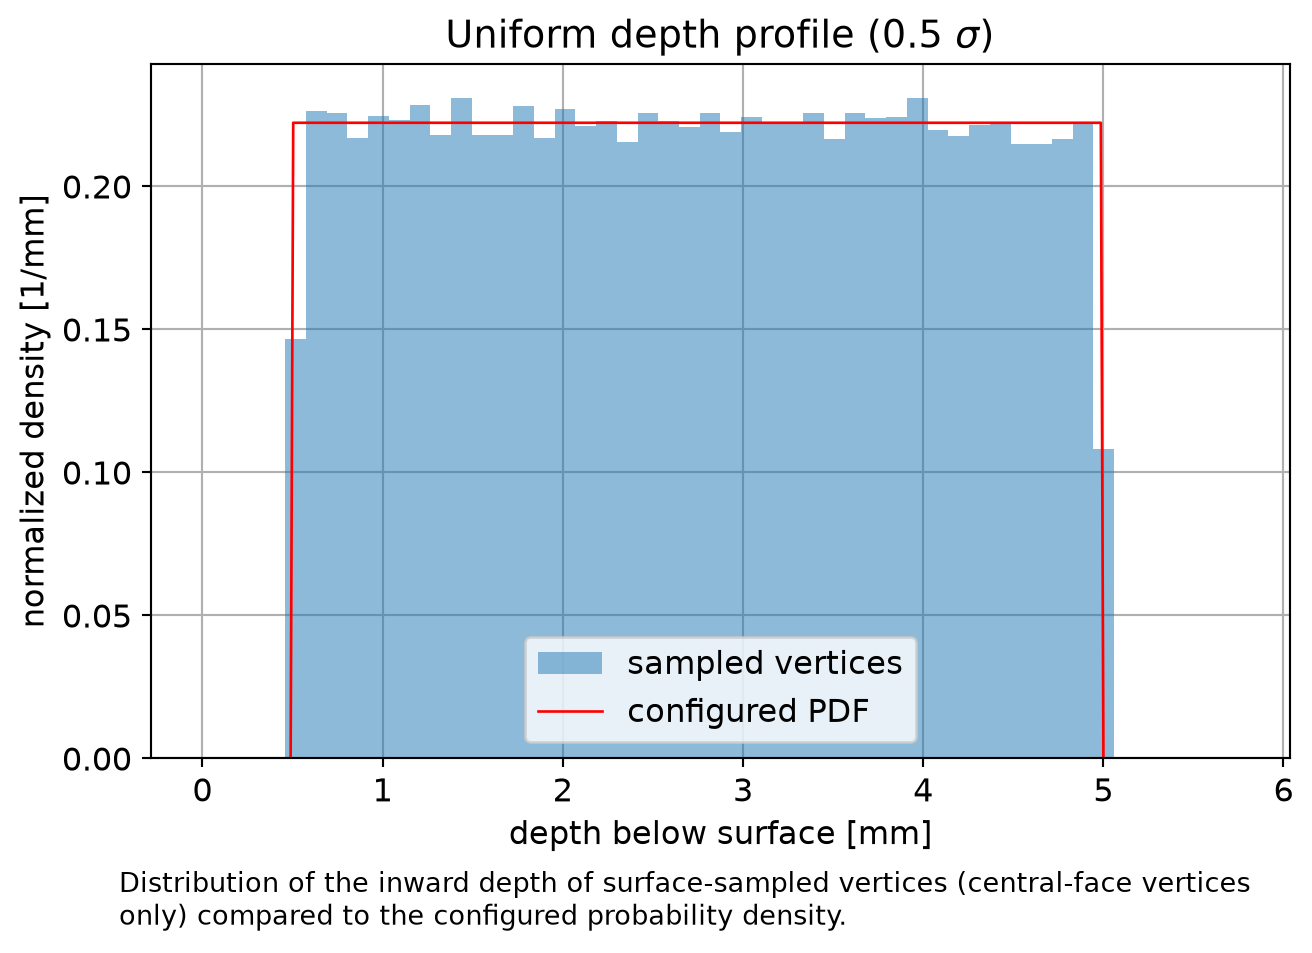 Uniform depth profile (0.5 σ)
normalized density [1/mm]
0.20
0.15
0.10
0.05
0.00
sampled vertices
configured PDF
0 1 2 3 4 5 6
depth below surface [mm]
Distribution of the inward depth of surface-sampled vertices (central-face vertices
only) compared to the configured probability density.